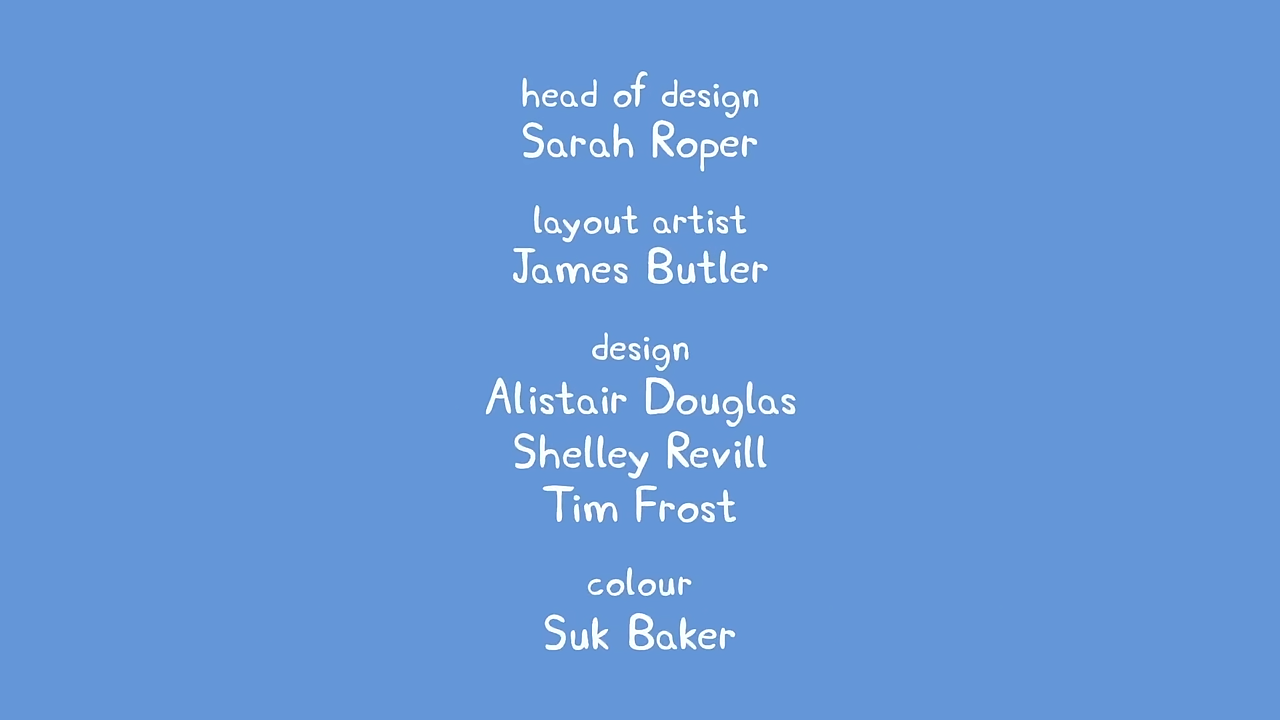 head of design
Sarah Roper
layout artist
James Butler
design
Alistair Douglas
Shelley Revill
Tim Frost
colour
Suk Baker